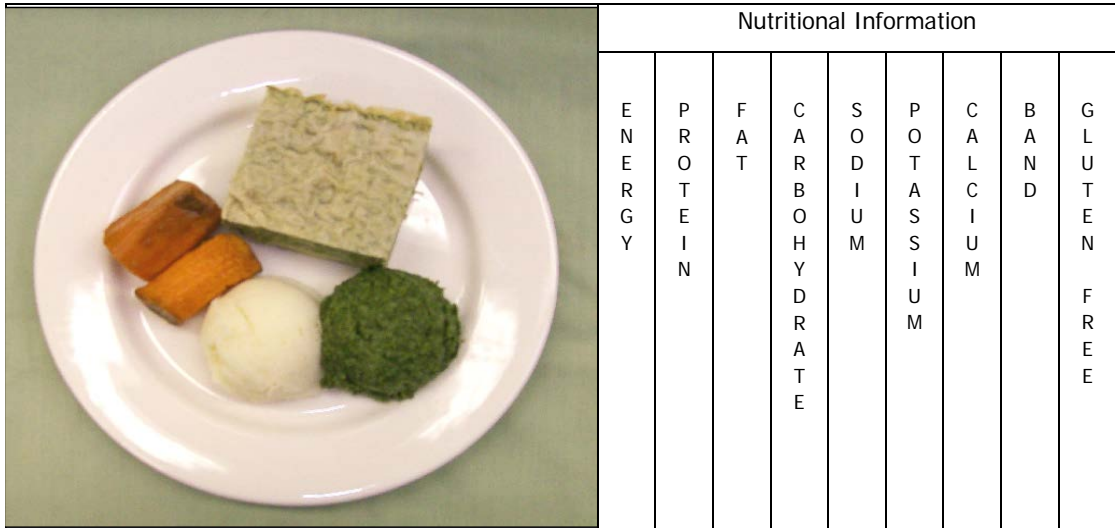 Nutritional Information
ENERGY
PROTEIN
FAT
CARBOHYDRATE
SODIUM
POTASSIUM
CALCIUM
BAND
GLUTEN FREE